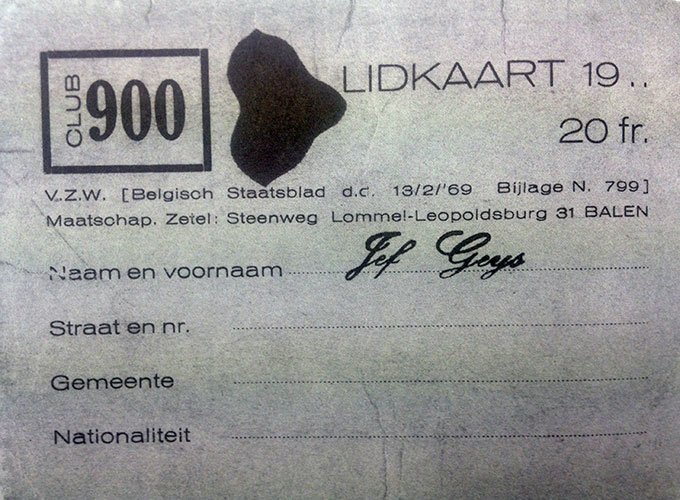 CLUB 900
LIDKAART 19 ..
20 fr.
V.Z.W. [Belgisch Staatsblad d.d. 13/2/'69 Bijlage N. 799]
Maatschap. Zetel: Steenweg Lommel-Leopoldsburg 31 BALEN
Naam en voornaam Jef Geys
Straat en nr.
Gemeente
Nationaliteit